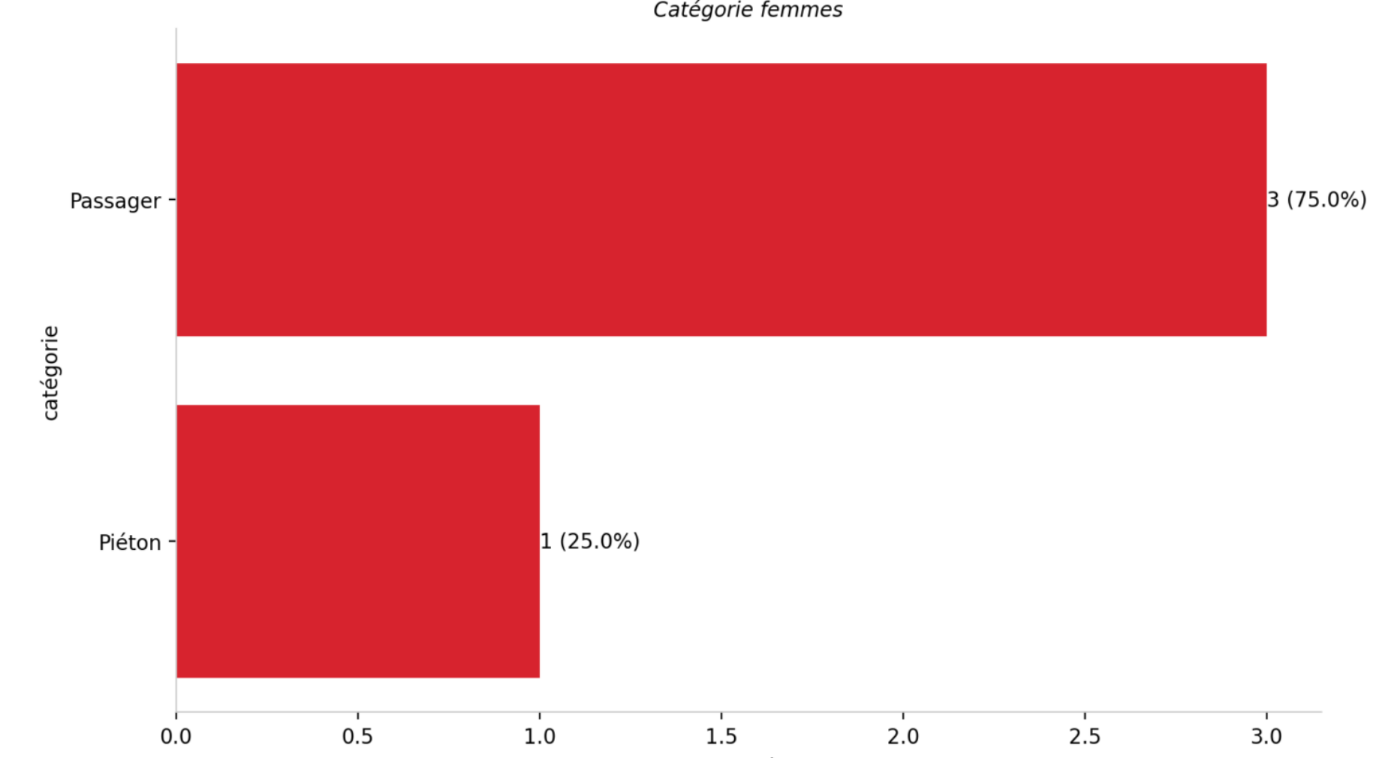 Catégorie femmes
Passager
3 (75.0%)
catégorie
Piéton
1 (25.0%)
0.0 0.5 1.0 1.5 2.0 2.5 3.0